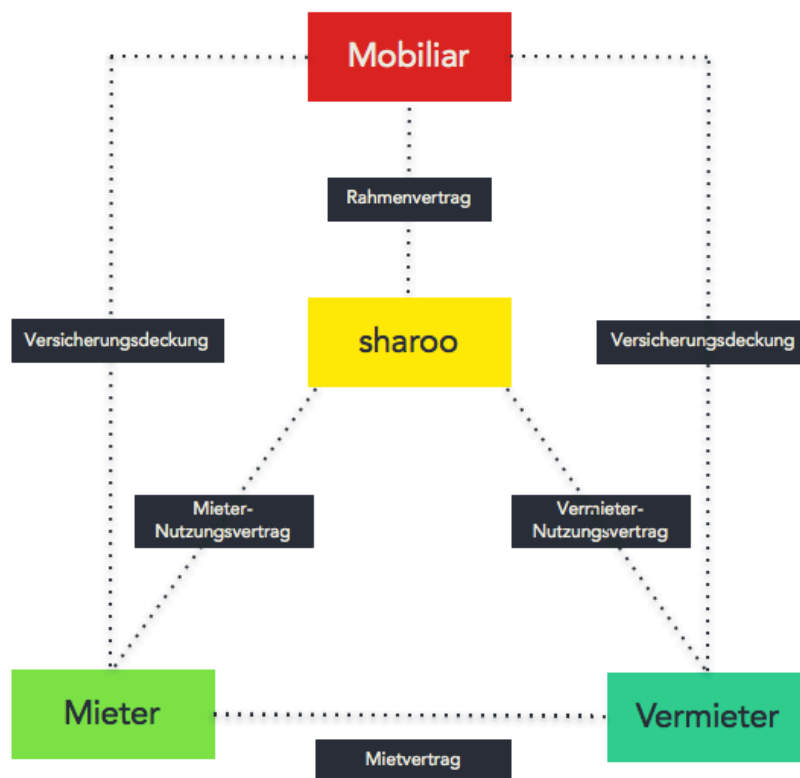 Mobiliar
Rahmenvertrag
Versicherungsdeckung
sharoo
Versicherungsdeckung
Mieter-
Nutzungsvertrag
Vermieter-
Nutzungsvertrag
Mieter
Vermieter
Mietvertrag